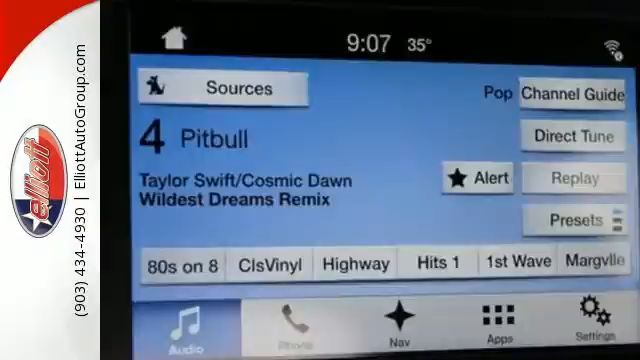 9:07 35°
Sources
Pop Channel Guide
4 Pitbull
Direct Tune
Taylor Swift/Cosmic Dawn
Alert
Replay
Wildest Dreams Remix
Presets
80s on 8 ClsVinyl Highway Hits 1 1st Wave Margvlle
Audio Phone Nav Apps Settings
elliott
(903) 434-4930 | ElliottAutoGroup.com